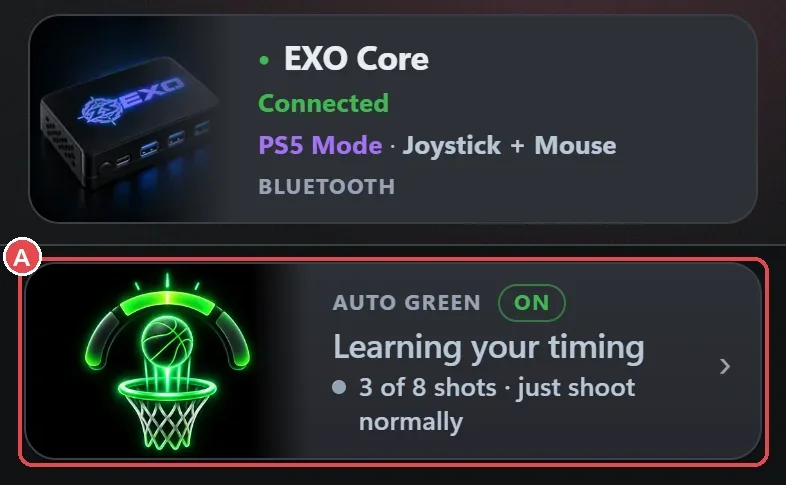 EXO
• EXO Core
Connected
PS5 Mode · Joystick + Mouse
BLUETOOTH
A
AUTO GREEN ON
Learning your timing
3 of 8 shots · just shoot
normally